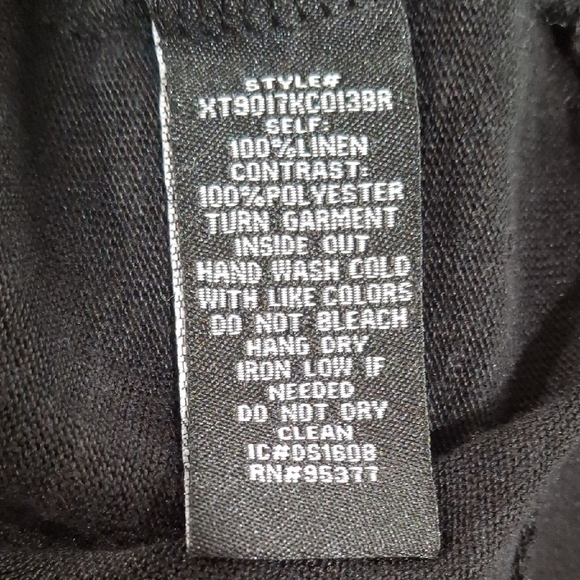 STYLE#
XT9017KC013BR
SELF:
100%LINEN
CONTRAST:
100%POLYESTER
TURN GARMENT
INSIDE OUT
HAND WASH COLD
WITH LIKE COLORS
DO NOT BLEACH
HANG DRY
IRON LOW IF
NEEDED
DO NOT DRY
CLEAN
IC#DS1608
RN#95377